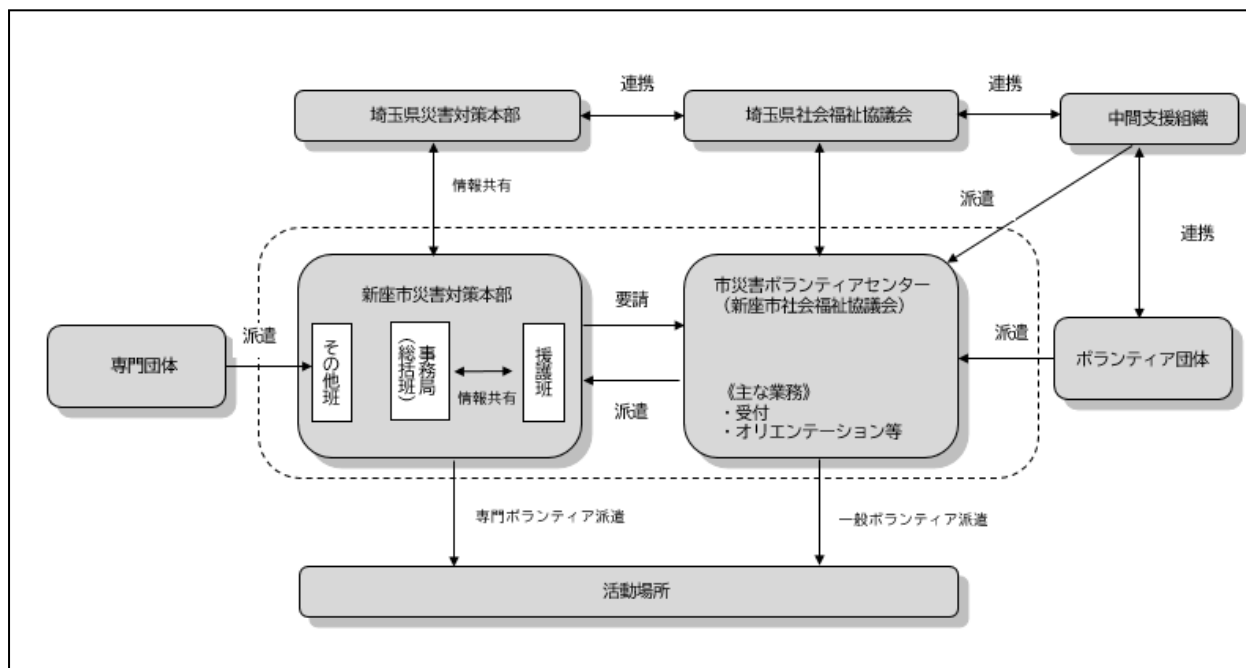 連携
連携
埼玉県災害対策本部
埼玉県社会福祉協議会
中間支援組織
情報共有
派遣
連携
新座市災害対策本部
要請
市災害ボランティアセンター
(新座市社会福祉協議会)
専門団体
派遣
その他班
事務局
(総括班)
情報共有
援護班
派遣
ボランティア団体
派遣
《主な業務》
・受付
・オリエンテーション等
専門ボランティア派遣
一般ボランティア派遣
活動場所